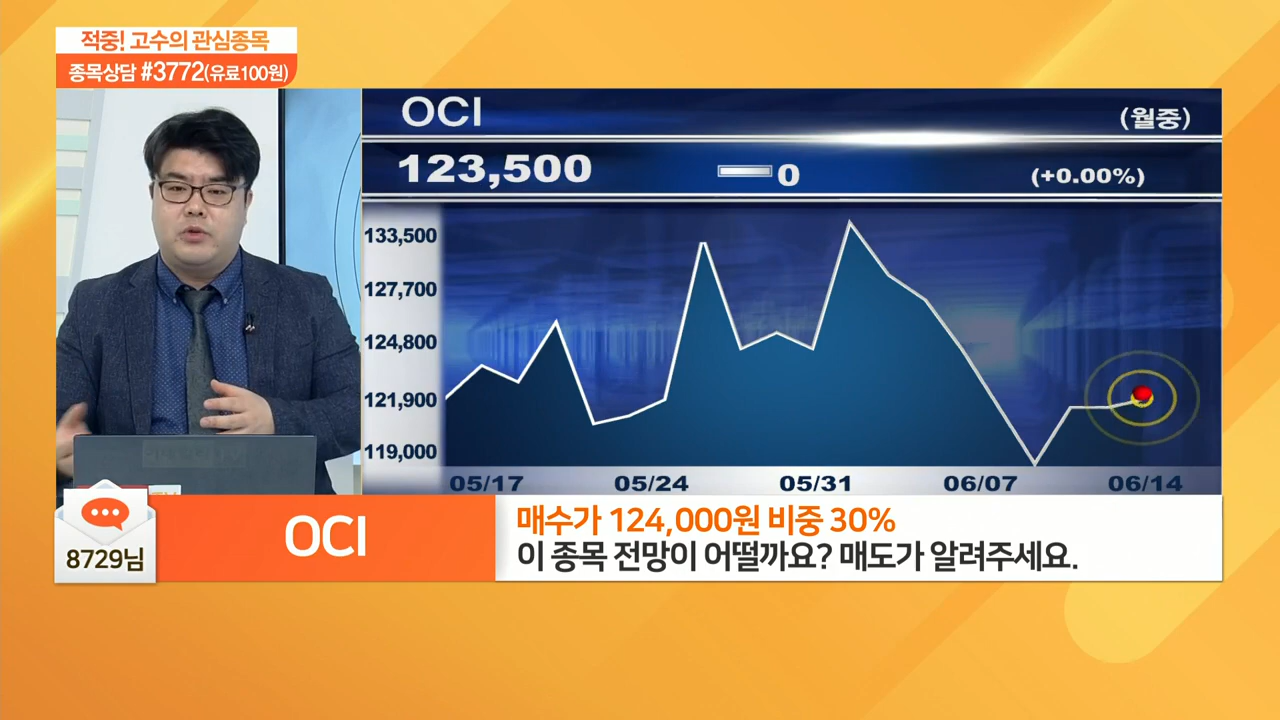 적중! 고수의 관심종목
종목상담 #3772(유료100원)
OCI
(월중)
123,500
0
(+0.00%)
133,500
127,700
124,800
121,900
119,000
05/17 05/24 05/31 06/07 06/14
8729님
OCI
매수가 124,000원 비중 30%
이 종목 전망이 어떨까요? 매도가 알려주세요.